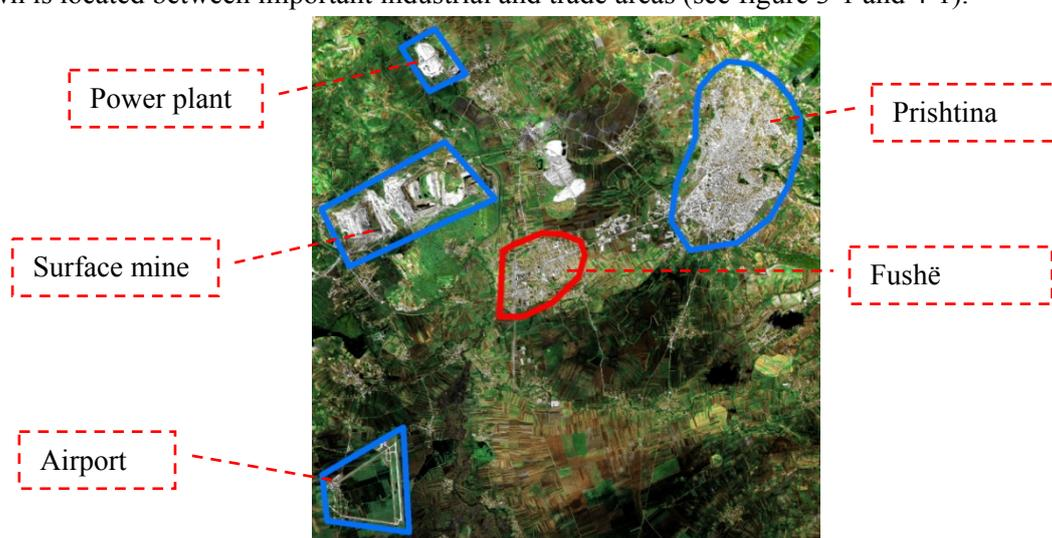 is located between important industrial and trade areas (see figure 3-1 and 4-1).
Power plant
Prishtina
Surface mine
Fushë
Airport